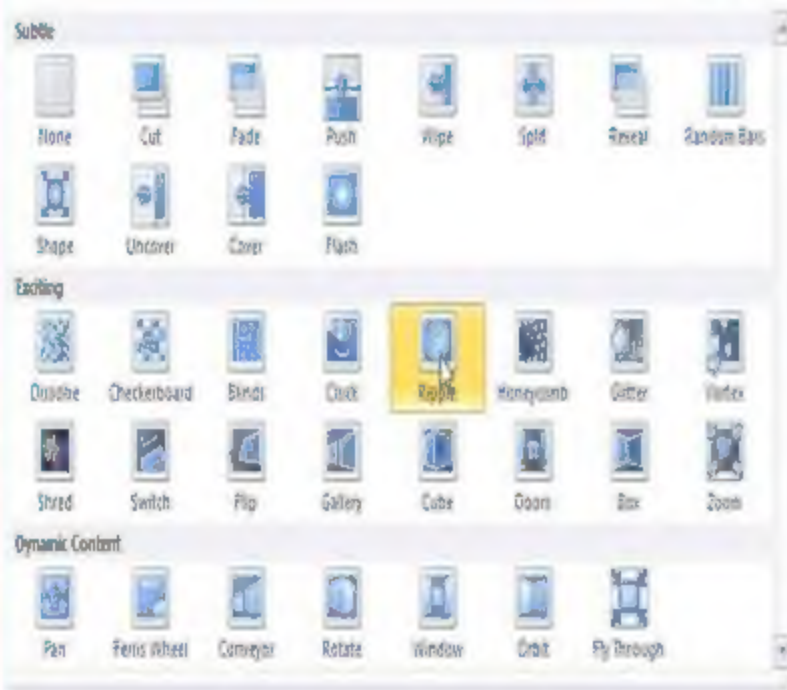 Subtle
None Cut Fade Push Wipe Split Reveal Random Bars
Shape Uncover Cover Flash
Exciting
Dissolve Checkerboard Blinds Clock Ripple Honeycomb Glitter Vortex
Shred Switch Flip Gallery Cube Doors Box Zoom
Dynamic Content
Pan Ferris Wheel Conveyor Rotate Window Orbit Fly Through